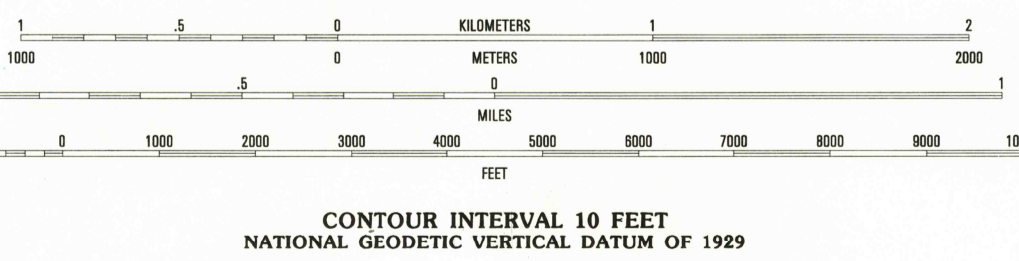 1 .5 0 KILOMETERS 1 2
1000 0 METERS 1000 2000
.5 0 1
MILES
0 1000 2000 3000 4000 5000 6000 7000 8000 9000 10
FEET
CONTOUR INTERVAL 10 FEET
NATIONAL GEODETIC VERTICAL DATUM OF 1929